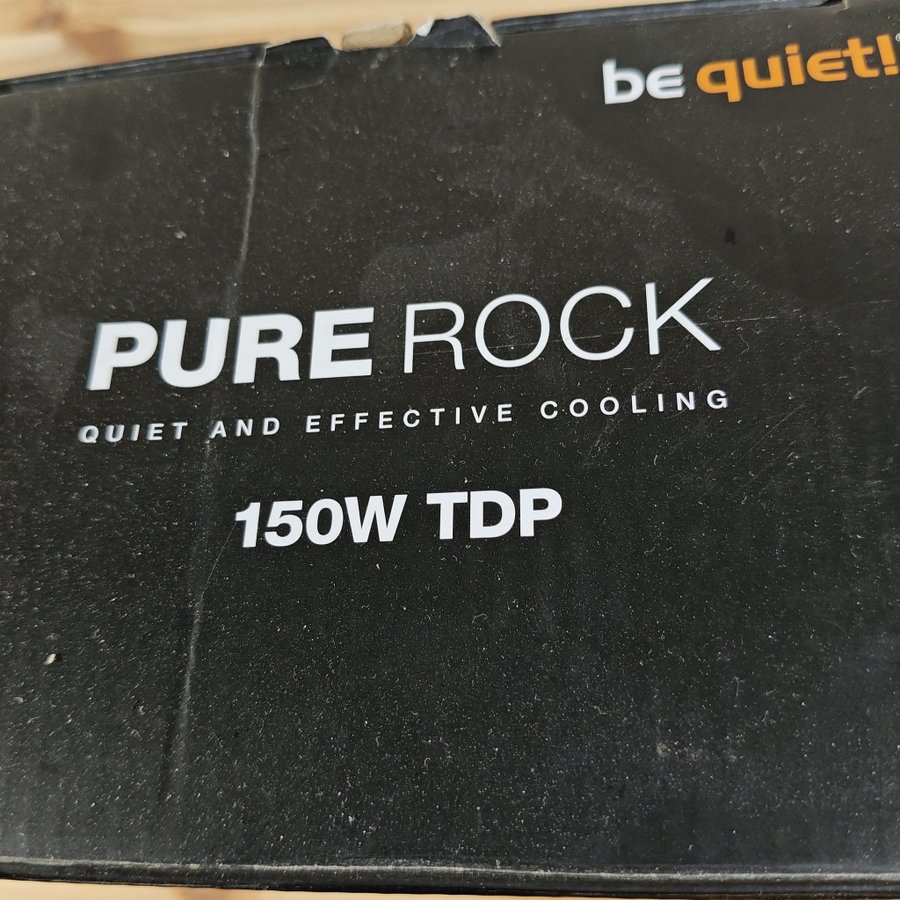 be quiet!
PURE ROCK
QUIET AND EFFECTIVE COOLING
150W TDP